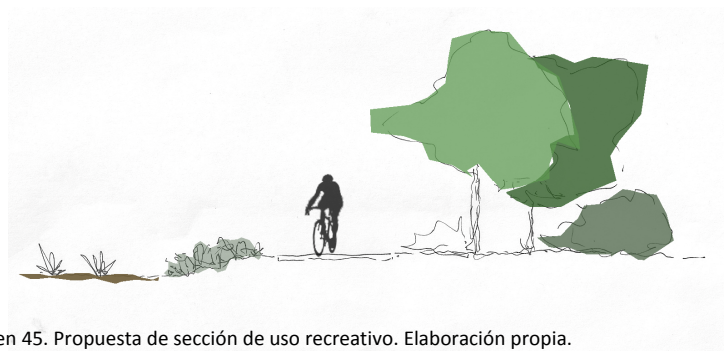 en 45. Propuesta de sección de uso recreativo. Elaboración propia.